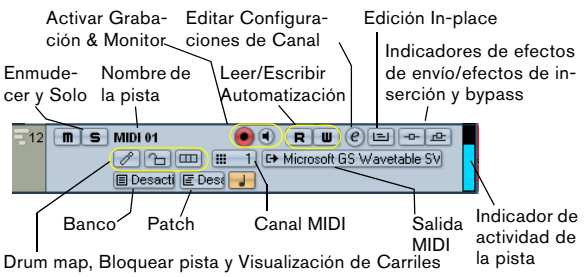 Activar Graba-
ción & Monitor
Editar Configura-
ciones de Canal
Edición In-place
Indicadores de efectos
de envío/efectos de in-
serción y bypass
Enmude-
cer y Solo
Nombre de
la pista
Leer/Escribir
Automatización
12 m S MIDI 01 R W e
1 Microsoft GS Wavetable SV
Desacti Desa
Banco
Patch
Canal MIDI
Salida
MIDI
Indicador de
actividad de
la pista
Drum map, Bloquear pista y Visualización de Carriles